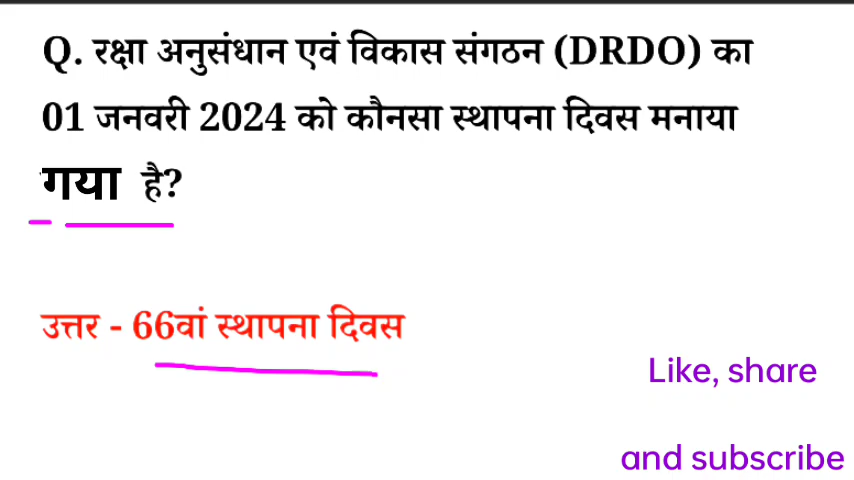 Q. रक्षा अनुसंधान एवं विकास संगठन (DRDO) का
01 जनवरी 2024 को कौनसा स्थापना दिवस मनाया
गया है?
उत्तर - 66वां स्थापना दिवस
Like, share
and subscribe